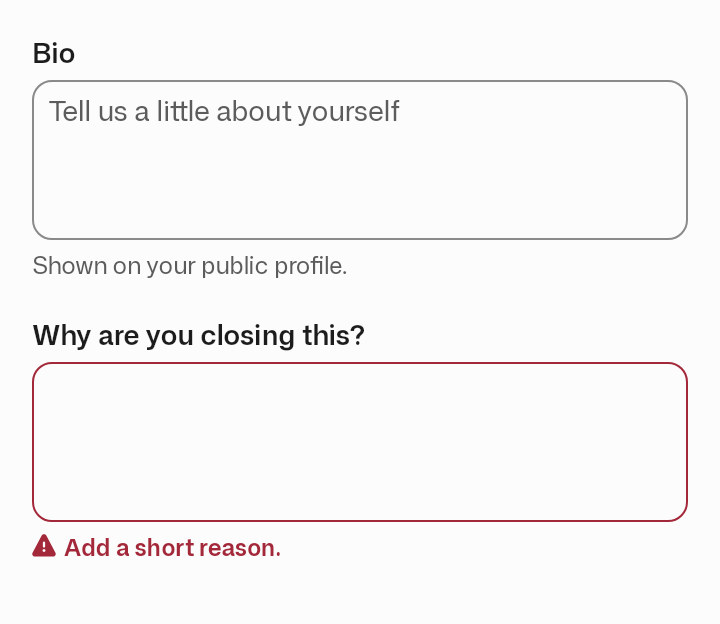 Bio
Tell us a little about yourself
Shown on your public profile.
Why are you closing this?
Add a short reason.